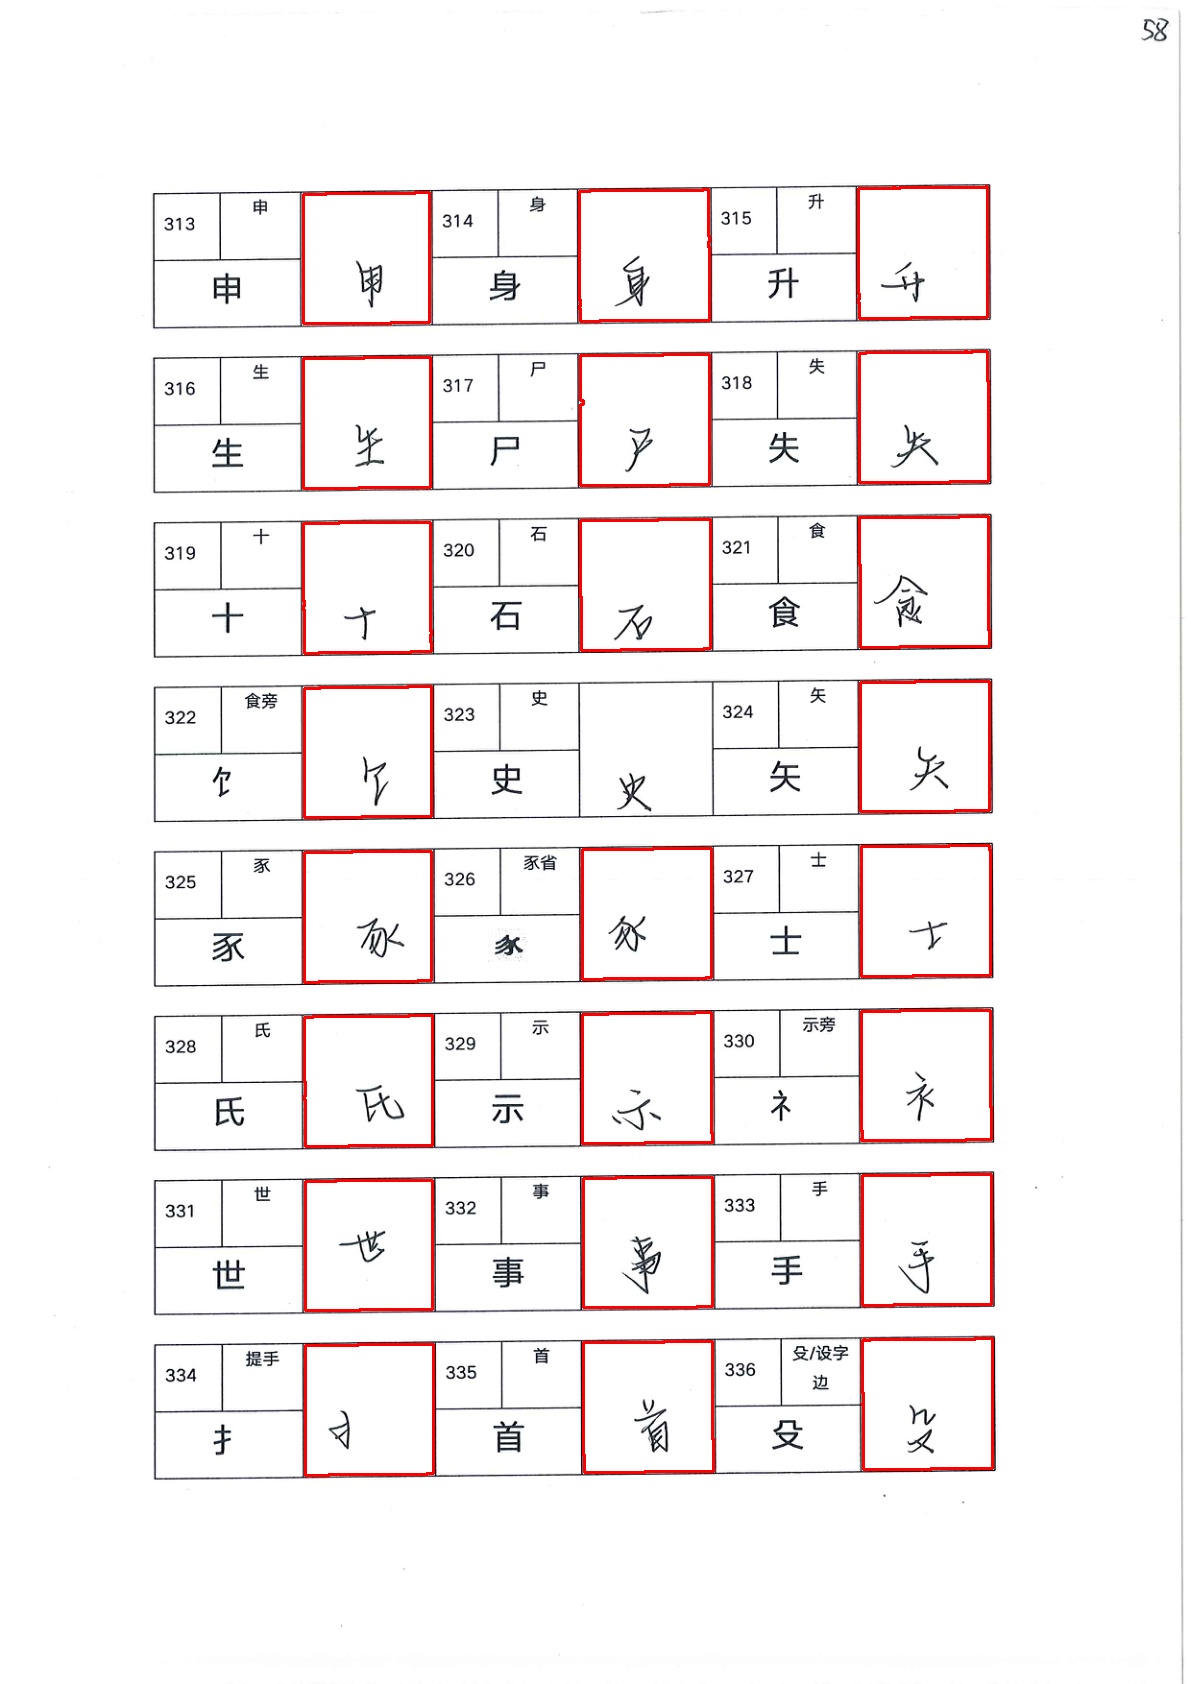 58
313 申 申 314 身 身 315 升 升
申 身 升
316 生 生 317 尸 尸 318 失 失
生 尸 失
319 十 十 320 石 石 321 食 食
十 石 食
322 食旁 饣 323 史 史 324 矢 矢
饣 史 矢
325 豕 豕 326 豕省 327 士 士
豕 士
328 氏 氏 329 示 示 330 示旁 礻
氏 示 礻
331 世 世 332 事 事 333 手 手
世 事 手
334 提手 扌 335 首 首 336 殳/设字边 殳
扌 首 殳